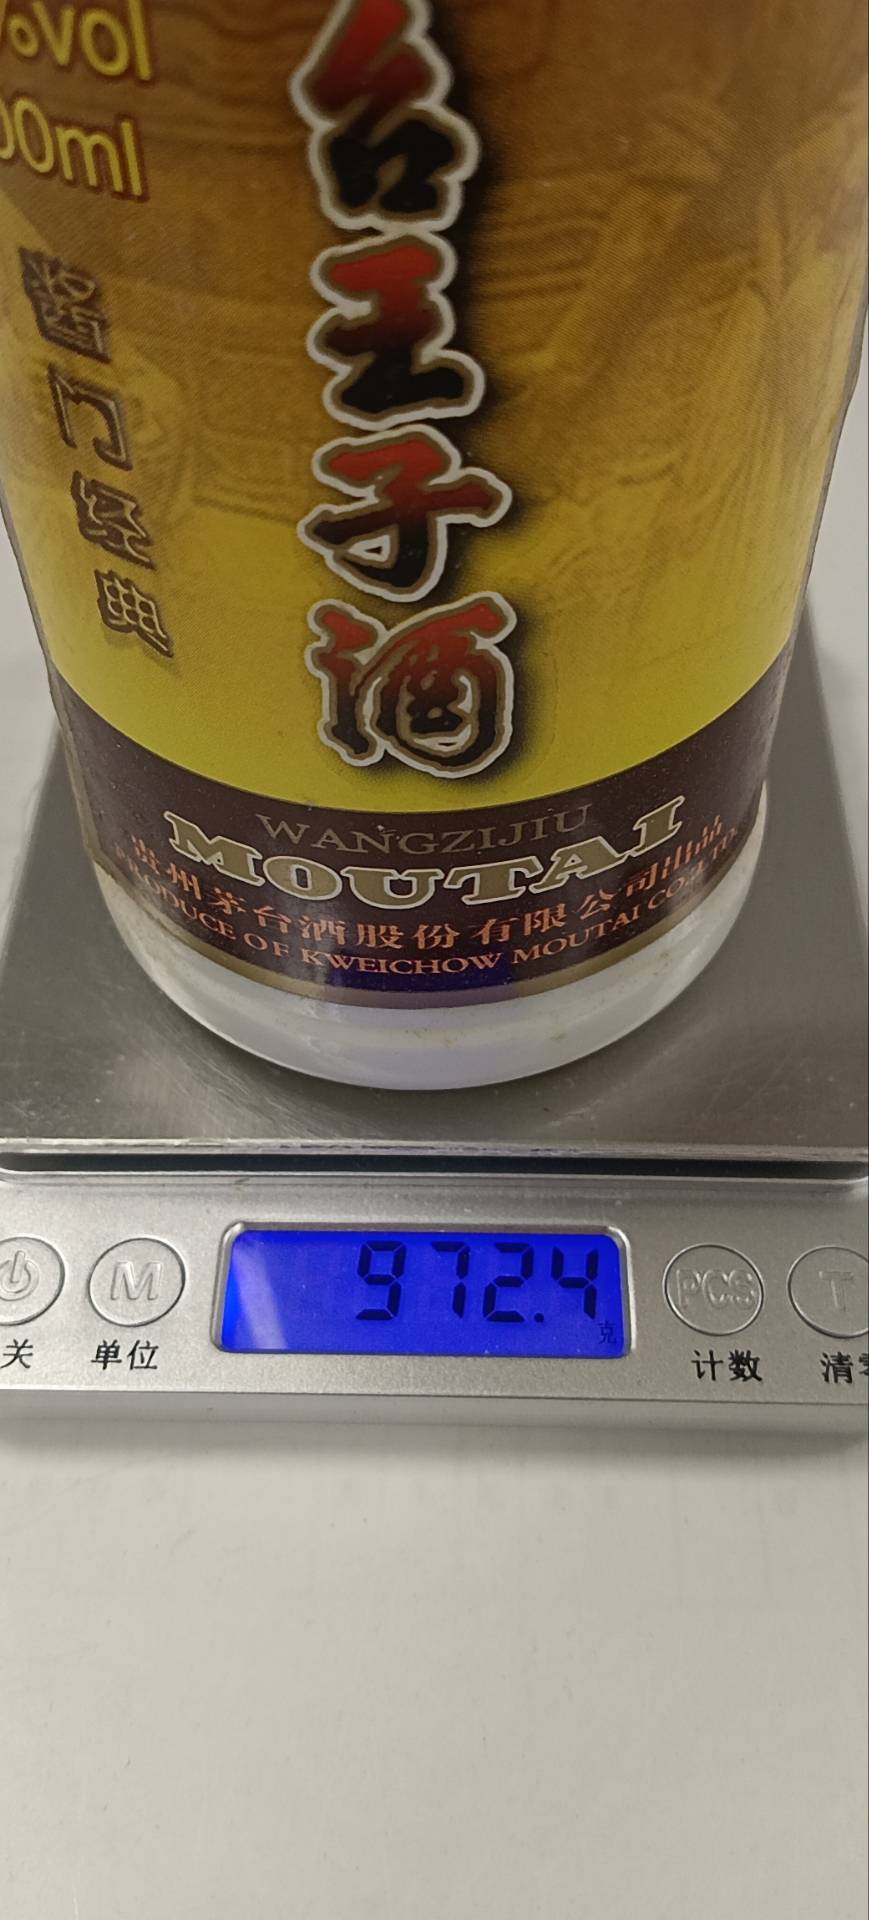 %vol
00ml
台王子酒
酱门经典
WANGZIJIU
MOUTAI
贵州茅台酒股份有限公司出品
PRODUCE OF KWEICHOW MOUTAI CO.,LTD.
972.4
克
M
PCS
T
关
单位
计数
清零